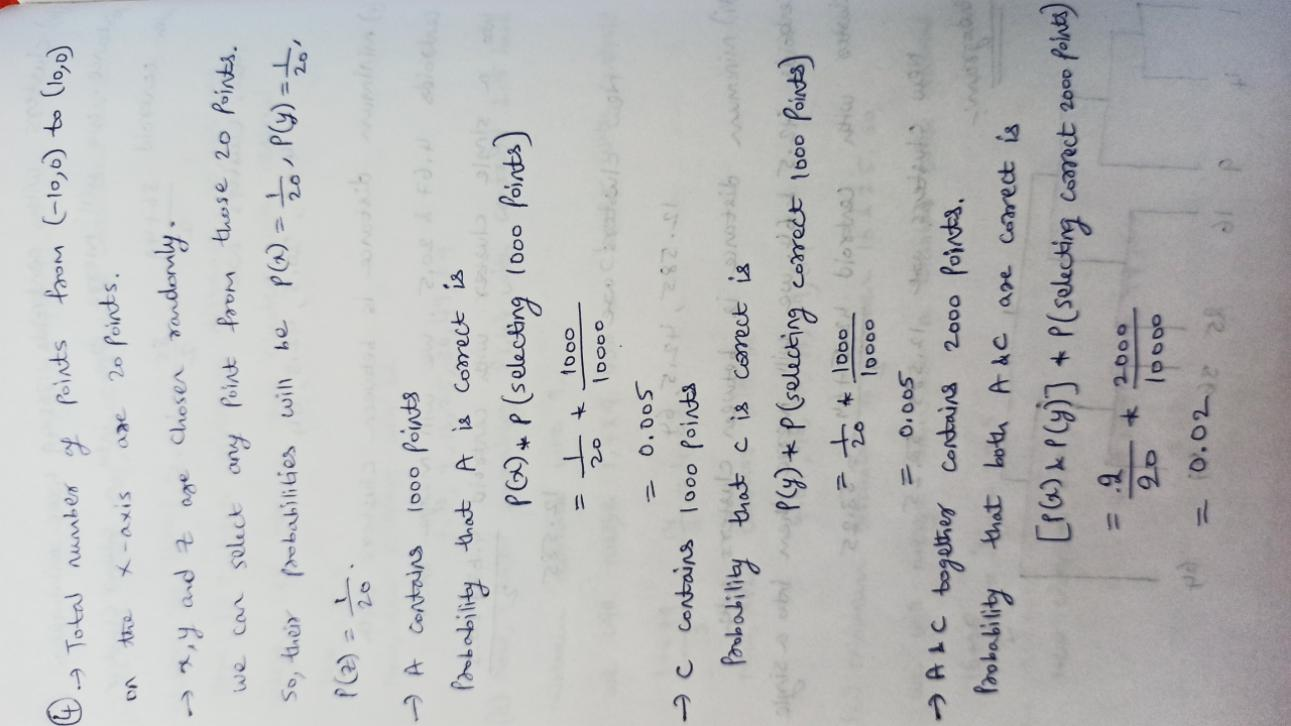 ④. → Total number of points from (-10,0) to (10,0)
on the x-axis are 20 points.
→ x, y and z are chosen randomly.
we can select any point from those 20 points.
so, their probabilities will be P(x) = 1/20, P(y) = 1/20,
P(z) = 1/20.
→ A contains 1000 points
Probability that A is correct is
P(x) * P(selecting 1000 points)
= 1/20 * 1000/10000
= 0.005
→ C contains 1000 points
Probability that C is correct is
P(y) * P(selecting correct 1000 points)
= 1/20 * 1000/10000
= 0.005
→ A & C together contains 2000 points.
Probability that both A & C are correct is
[P(x) & P(y)] * P(selecting correct 2000 points)
= 2/20 * 2000/10000
= 0.02